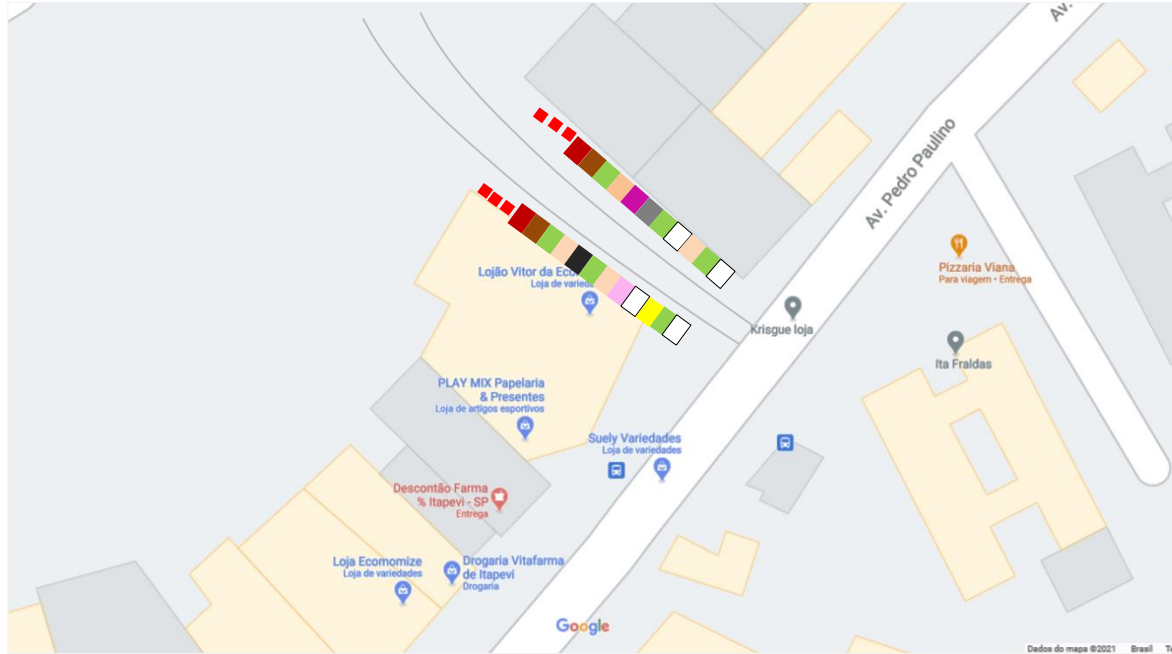 Av.
Av. Pedro Paulino
Lojão Vitor da Eco
Loja de varied
Krisgue loja
Pizzaria Viana
Para viagem • Entrega
Ita Fraldas
PLAY MIX Papelaria
& Presentes
Loja de artigos esportivos
Suely Variedades
Loja de variedades
Descontão Farma
% Itapevi - SP
Entrega
Loja Ecomomize
Loja de variedades
Drogaria Vitafarma
de Itapevi
Drogaria
Google
Dados do mapa ©2021 Brasil